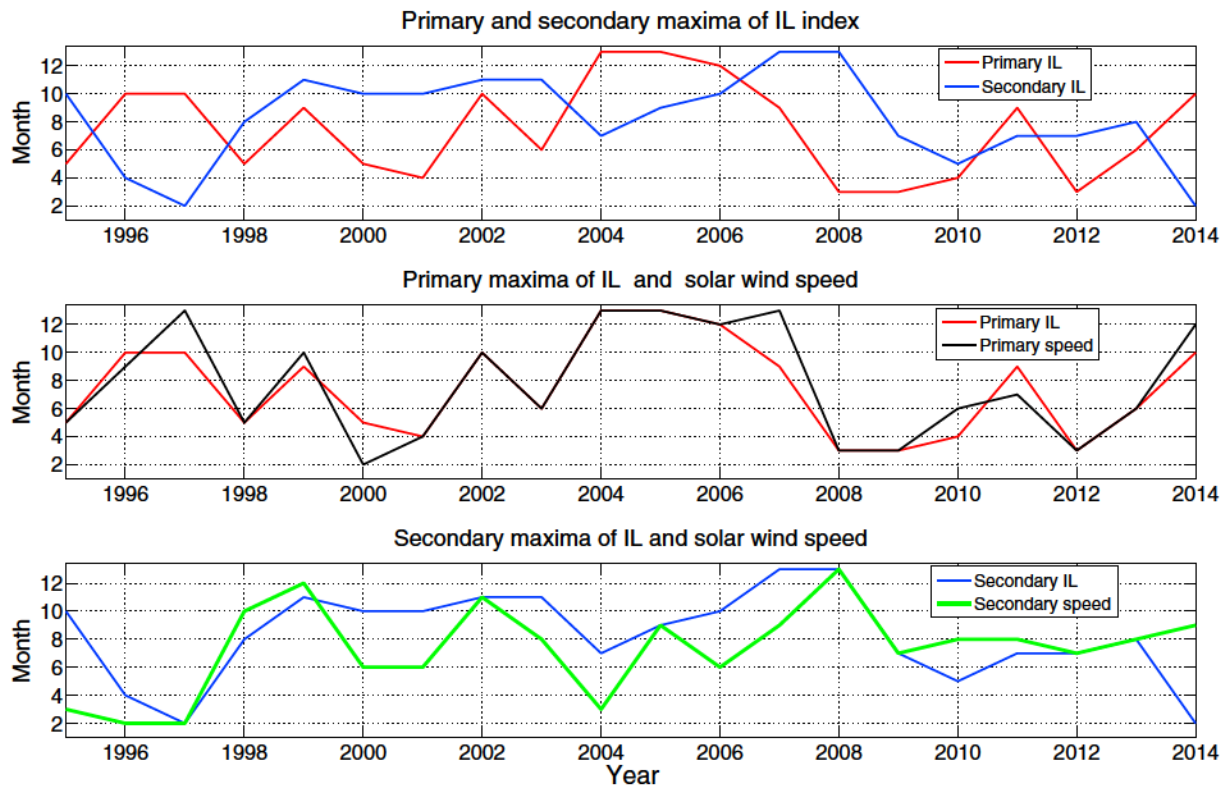 Primary and secondary maxima of IL index
Month
12
10
8
6
4
2
Primary IL
Secondary IL
1996 1998 2000 2002 2004 2006 2008 2010 2012 2014
Primary maxima of IL and solar wind speed
Month
12
10
8
6
4
2
Primary IL
Primary speed
1996 1998 2000 2002 2004 2006 2008 2010 2012 2014
Secondary maxima of IL and solar wind speed
Month
12
10
8
6
4
2
Secondary IL
Secondary speed
1996 1998 2000 2002 2004 2006 2008 2010 2012 2014
Year